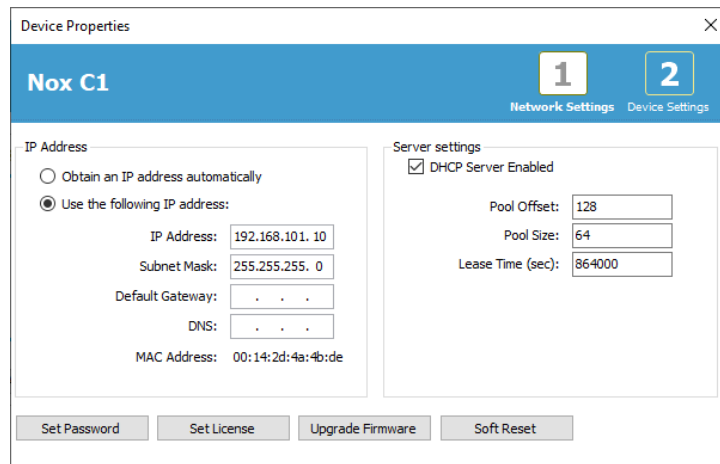 Device Properties
Nox C1
1
Network Settings
2
Device Settings
IP Address
Obtain an IP address automatically
Use the following IP address:
IP Address: 192.168.101. 10
Subnet Mask: 255.255.255. 0
Default Gateway: . . .
DNS: . . .
MAC Address: 00:14:2d:4a:4b:de
Server settings
DHCP Server Enabled
Pool Offset: 128
Pool Size: 64
Lease Time (sec): 864000
Set Password
Set License
Upgrade Firmware
Soft Reset